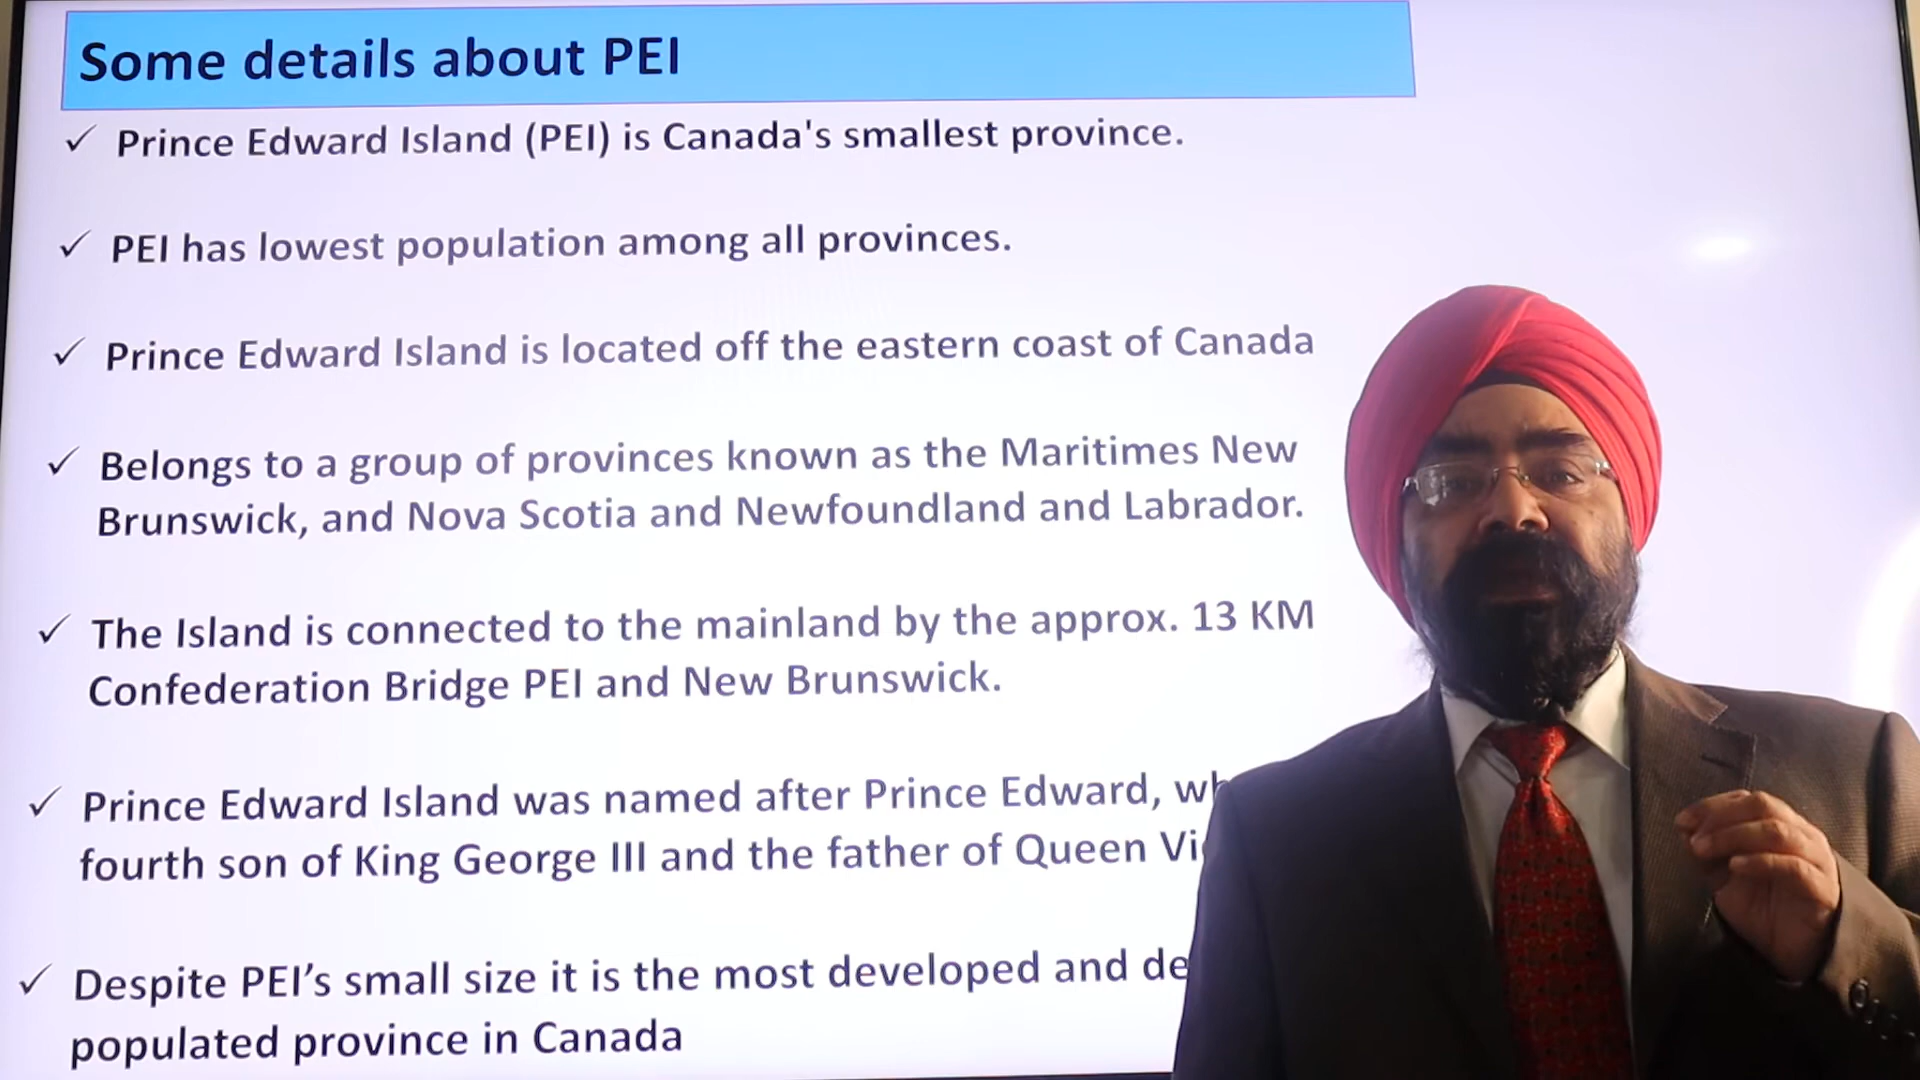 Some details about PEI
✓ Prince Edward Island (PEI) is Canada's smallest province.
✓ PEI has lowest population among all provinces.
✓ Prince Edward Island is located off the eastern coast of Canada
✓ Belongs to a group of provinces known as the Maritimes New
Brunswick, and Nova Scotia and Newfoundland and Labrador.
✓ The Island is connected to the mainland by the approx. 13 KM
Confederation Bridge PEI and New Brunswick.
✓ Prince Edward Island was named after Prince Edward,
fourth son of King George III and the father of Queen
✓ Despite PEI’s small size it is the most developed and
populated province in Canada